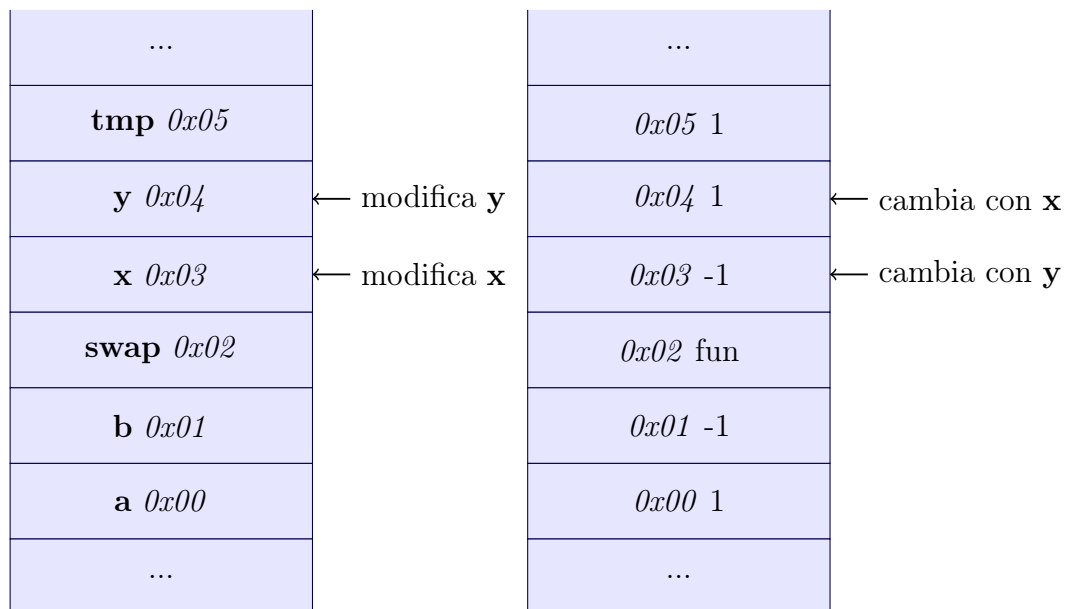 ...
tmp 0x05
y 0x04
modifica y
x 0x03
modifica x
swap 0x02
b 0x01
a 0x00
...
...
0x05 1
0x04 1
cambia con x
0x03 -1
cambia con y
0x02 fun
0x01 -1
0x00 1
...